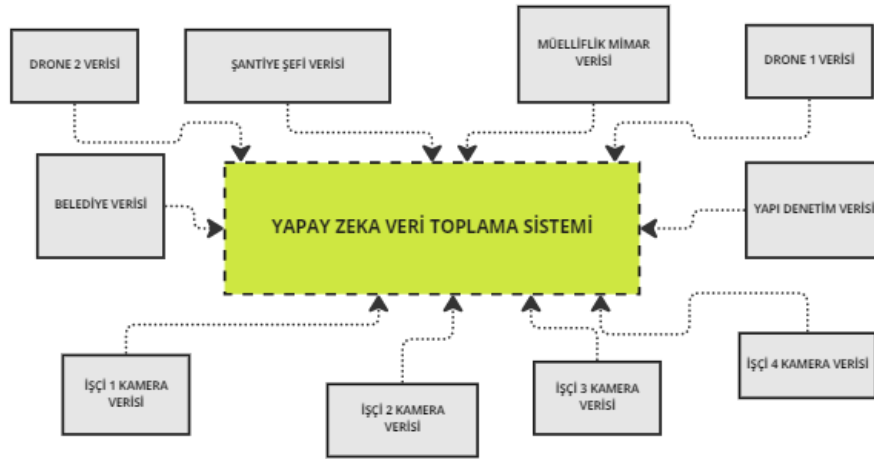 DRONE 2 VERİSİ
ŞANTİYE ŞEFİ VERİSİ
MÜELLİFLİK MİMAR
VERİSİ
DRONE 1 VERİSİ
BELEDİYE VERİSİ
YAPAY ZEKA VERİ TOPLAMA SİSTEMİ
YAPI DENETİM VERİSİ
İŞÇİ 1 KAMERA
VERİSİ
İŞÇİ 2 KAMERA
VERİSİ
İŞÇİ 3 KAMERA
VERİSİ
İŞÇİ 4 KAMERA VERİSİ